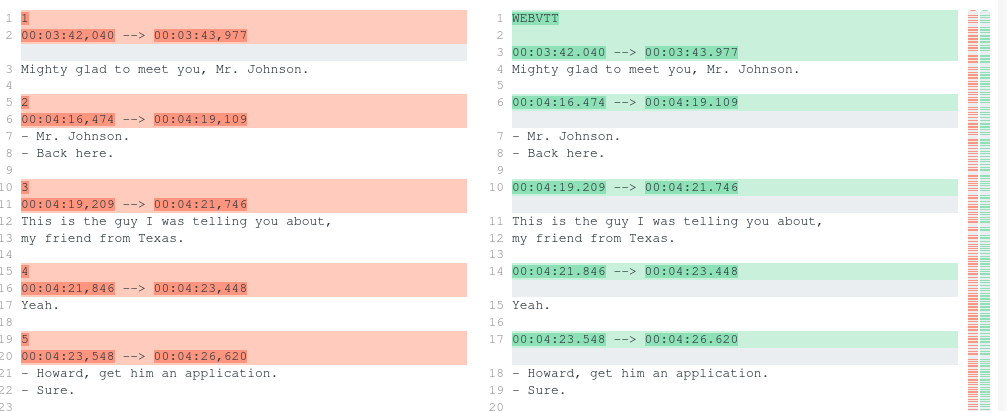 1 1
2 00:03:42,040 --> 00:03:43,977
3 Mighty glad to meet you, Mr. Johnson.
4
5 2
6 00:04:16,474 --> 00:04:19,109
7 - Mr. Johnson.
8 - Back here.
9
10 3
11 00:04:19,209 --> 00:04:21,746
12 This is the guy I was telling you about,
13 my friend from Texas.
14
15 4
16 00:04:21,846 --> 00:04:23,448
17 Yeah.
18
19 5
20 00:04:23,548 --> 00:04:26,620
21 - Howard, get him an application.
22 - Sure.
23
1 WEBVTT
2
3 00:03:42.040 --> 00:03:43.977
4 Mighty glad to meet you, Mr. Johnson.
5
6 00:04:16.474 --> 00:04:19.109
7 - Mr. Johnson.
8 - Back here.
9
10 00:04:19.209 --> 00:04:21.746
11 This is the guy I was telling you about,
12 my friend from Texas.
13
14 00:04:21.846 --> 00:04:23.448
15 Yeah.
16
17 00:04:23.548 --> 00:04:26.620
18 - Howard, get him an application.
19 - Sure.
20